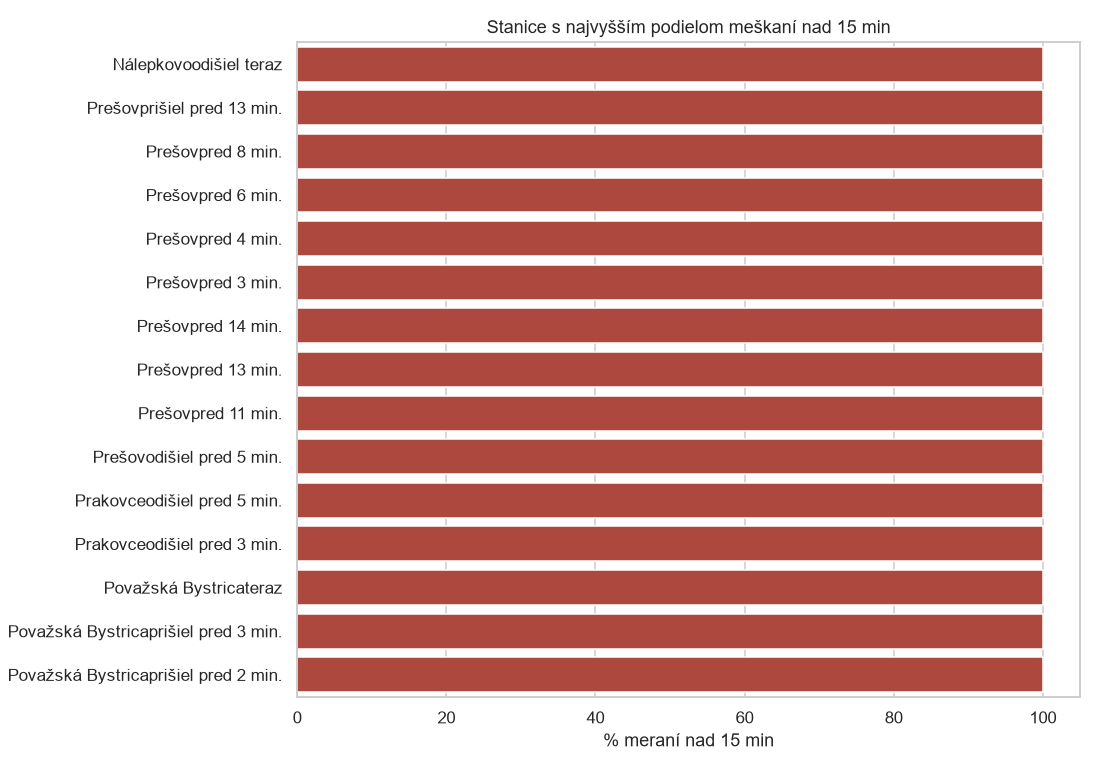 Stanice s najvyšším podielom meškaní nad 15 min
Nálepkovoodišiel teraz
Prešovprišiel pred 13 min.
Prešovpred 8 min.
Prešovpred 6 min.
Prešovpred 4 min.
Prešovpred 3 min.
Prešovpred 14 min.
Prešovpred 13 min.
Prešovpred 11 min.
Prešovodišiel pred 5 min.
Prakovceodišiel pred 5 min.
Prakovceodišiel pred 3 min.
Považská Bystricateraz
Považská Bystricaprišiel pred 3 min.
Považská Bystricaprišiel pred 2 min.
0 20 40 60 80 100
% meraní nad 15 min